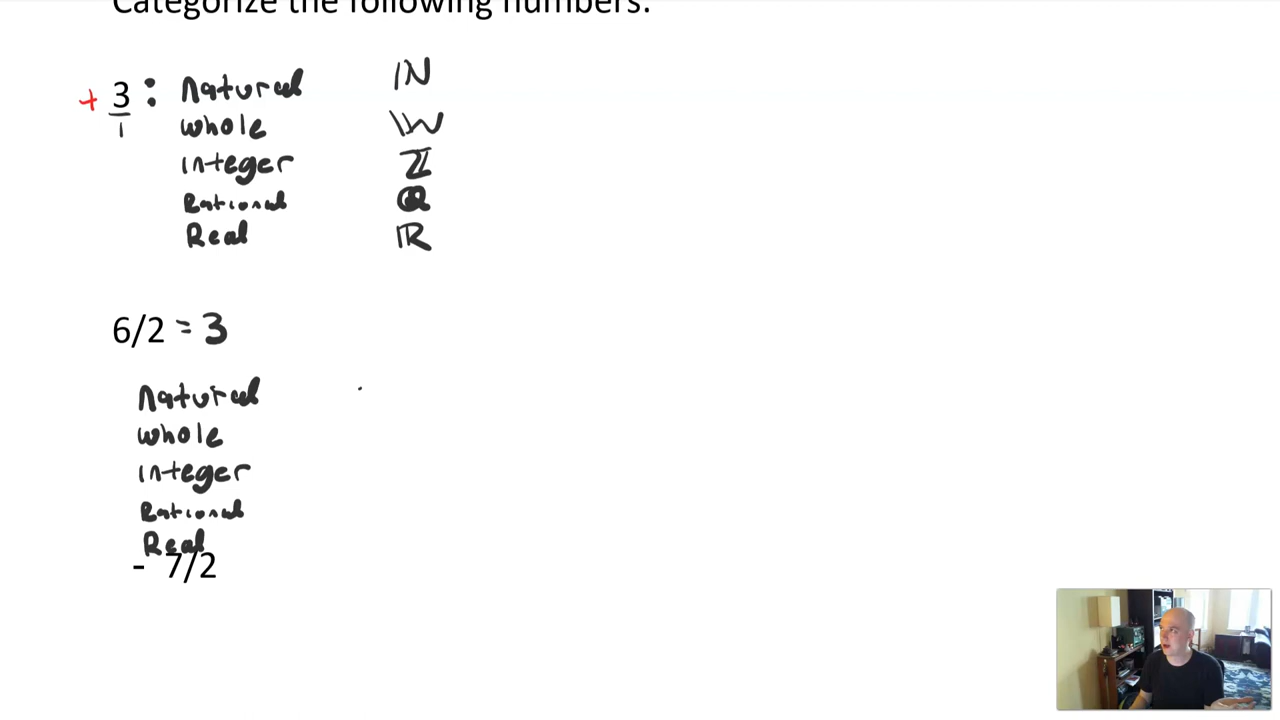 Categorize the following numbers:
+ 3/1 : Natural ℕ
whole 𝕎
integer ℤ
Rational ℚ
Real ℝ
6/2 = 3
Natural
whole
integer
Rational
Real
- 7/2